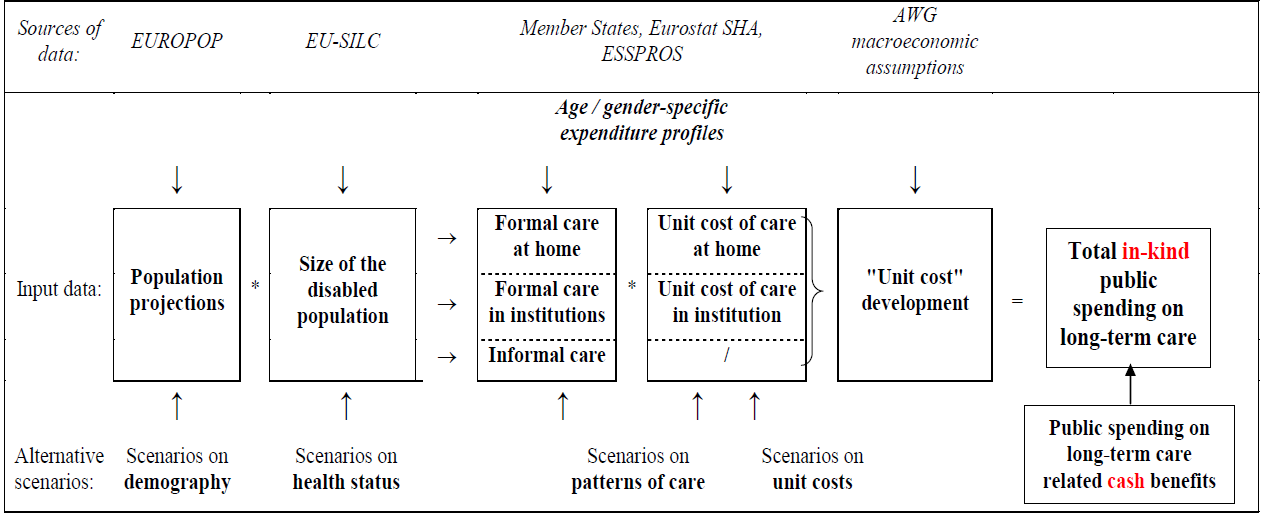 Sources of
data:
EUROPOP
EU-SILC
Member States, Eurostat SHA,
ESSPROS
AWG
macroeconomic
assumptions
Age / gender-specific
expenditure profiles
Input data:
Population
projections
*
Size of the
disabled
population
Formal care
at home
Formal care
in institutions
Informal care
*
Unit cost of care
at home
Unit cost of care
in institution
/
"Unit cost"
development
=
Total in-kind
public
spending on
long-term care
Alternative
scenarios:
Scenarios on
demography
Scenarios on
health status
Scenarios on
patterns of care
Scenarios on
unit costs
Public spending on
long-term care
related cash benefits